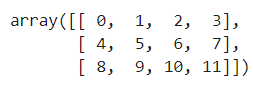 array([[ 0,  1,  2,  3],
       [ 4,  5,  6,  7],
       [ 8,  9, 10, 11]])